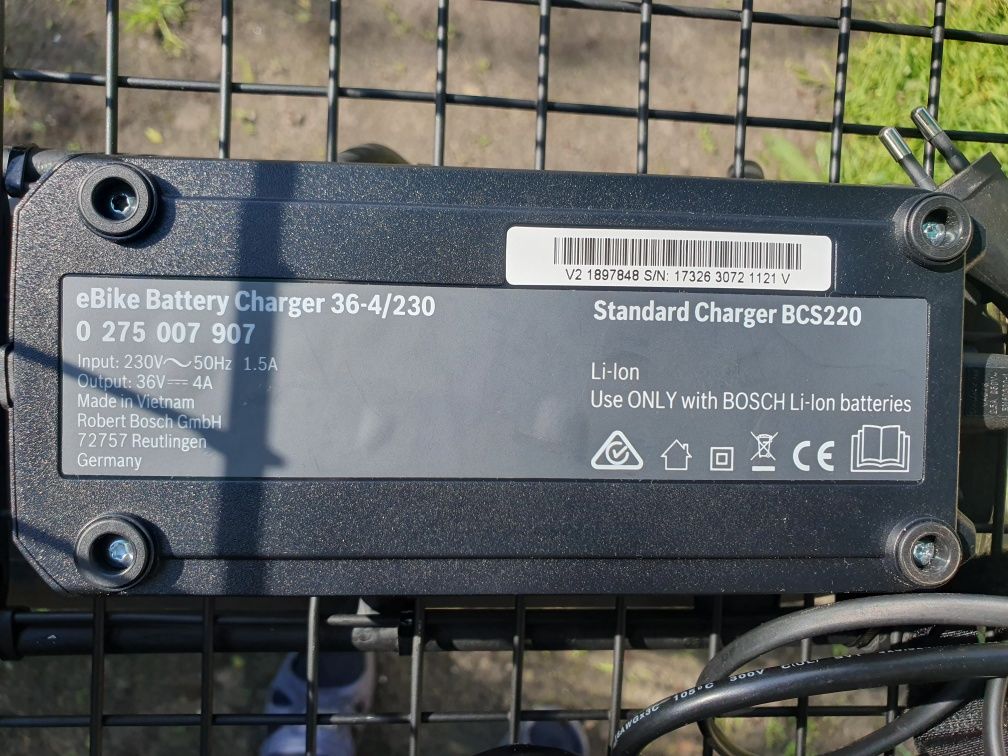 V2 1897848 S/N: 17326 3072 1121 V
eBike Battery Charger 36-4/230
0 275 007 907
Input: 230V～50Hz 1.5A
Output: 36V⎓ 4A
Made in Vietnam
Robert Bosch GmbH
72757 Reutlingen
Germany
Standard Charger BCS220
Li-Ion
Use ONLY with BOSCH Li-Ion batteries
CE
105°C 300V